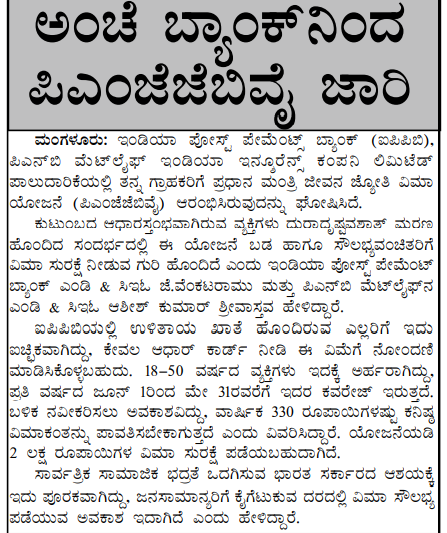 ಅಂಚೆ ಬ್ಯಾಂಕ್‌ನಿಂದ
ಪಿಎಂಜೆಜೆಬಿವೈ ಜಾರಿ
ಮಂಗಳೂರು: ಇಂಡಿಯಾ ಪೋಸ್ಟ್ ಪೇಮೆಂಟ್ಸ್ ಬ್ಯಾಂಕ್ (ಐಪಿಪಿಬಿ),
ಪಿಎನ್‌ಬಿ ಮೆಟ್‌ಲೈಫ್ ಇಂಡಿಯಾ ಇನ್ಶೂರೆನ್ಸ್ ಕಂಪನಿ ಲಿಮಿಟೆಡ್
ಪಾಲುದಾರಿಕೆಯಲ್ಲಿ ತನ್ನ ಗ್ರಾಹಕರಿಗೆ ಪ್ರಧಾನ ಮಂತ್ರಿ ಜೀವನ ಜ್ಯೋತಿ ವಿಮಾ
ಯೋಜನೆ (ಪಿಎಂಜೆಜೆಬಿವೈ) ಆರಂಭಿಸಿರುವುದನ್ನು ಘೋಷಿಸಿದೆ.
ಕುಟುಂಬದ ಆಧಾರಸ್ತಂಭವಾಗಿರುವ ವ್ಯಕ್ತಿಗಳು ದುರಾದೃಷ್ಟವಶಾತ್ ಮರಣ
ಹೊಂದಿದ ಸಂದರ್ಭದಲ್ಲಿ ಈ ಯೋಜನೆ ಬಡ ಹಾಗೂ ಸೌಲಭ್ಯವಂಚಿತರಿಗೆ
ವಿಮಾ ಸುರಕ್ಷೆ ನೀಡುವ ಗುರಿ ಹೊಂದಿದೆ ಎಂದು ಇಂಡಿಯಾ ಪೋಸ್ಟ್ ಪೇಮೆಂಟ್
ಬ್ಯಾಂಕ್ ಎಂಡಿ & ಸಿಇಓ ಜೆ.ವೆಂಕಟರಾಮು ಮತ್ತು ಪಿಎನ್‌ಬಿ ಮೆಟ್‌ಲೈಫ್‌ನ
ಎಂಡಿ & ಸಿಇಓ ಆಶೀಶ್ ಕುಮಾರ್ ಶ್ರೀವಾಸ್ತವ ಹೇಳಿದ್ದಾರೆ.
ಐಪಿಪಿಬಿಯಲ್ಲಿ ಉಳಿತಾಯ ಖಾತೆ ಹೊಂದಿರುವ ಎಲ್ಲರಿಗೆ ಇದು
ಐಚ್ಛಿಕವಾಗಿದ್ದು, ಕೇವಲ ಆಧಾರ್ ಕಾರ್ಡ್ ನೀಡಿ ಈ ವಿಮೆಗೆ ನೋಂದಣಿ
ಮಾಡಿಸಿಕೊಳ್ಳಬಹುದು. 18–50 ವರ್ಷದ ವ್ಯಕ್ತಿಗಳು ಇದಕ್ಕೆ ಅರ್ಹರಾಗಿದ್ದು,
ಪ್ರತಿ ವರ್ಷದ ಜೂನ್ 1ರಿಂದ ಮೇ 31ರವರೆಗೆ ಇದರ ಕವರೇಜ್ ಇರುತ್ತದೆ.
ಬಳಿಕ ನವೀಕರಿಸಲು ಅವಕಾಶವಿದ್ದು, ವಾರ್ಷಿಕ 330 ರೂಪಾಯಿಗಳಷ್ಟು ಕನಿಷ್ಠ
ವಿಮಾಕಂತನ್ನು ಪಾವತಿಸಬೇಕಾಗುತ್ತದೆ ಎಂದು ವಿವರಿಸಿದ್ದಾರೆ. ಯೋಜನೆಯಡಿ
2 ಲಕ್ಷ ರೂಪಾಯಿಗಳ ವಿಮಾ ಸುರಕ್ಷೆ ಪಡೆಯಬಹುದಾಗಿದೆ.
ಸಾರ್ವತ್ರಿಕ ಸಾಮಾಜಿಕ ಭದ್ರತೆ ಒದಗಿಸುವ ಭಾರತ ಸರ್ಕಾರದ ಆಶಯಕ್ಕೆ
ಇದು ಪೂರಕವಾಗಿದ್ದು, ಜನಸಾಮಾನ್ಯರಿಗೆ ಕೈಗೆಟುಕುವ ದರದಲ್ಲಿ ವಿಮಾ ಸೌಲಭ್ಯ
ಪಡೆಯುವ ಅವಕಾಶ ಇದಾಗಿದೆ ಎಂದು ಹೇಳಿದ್ದಾರೆ.